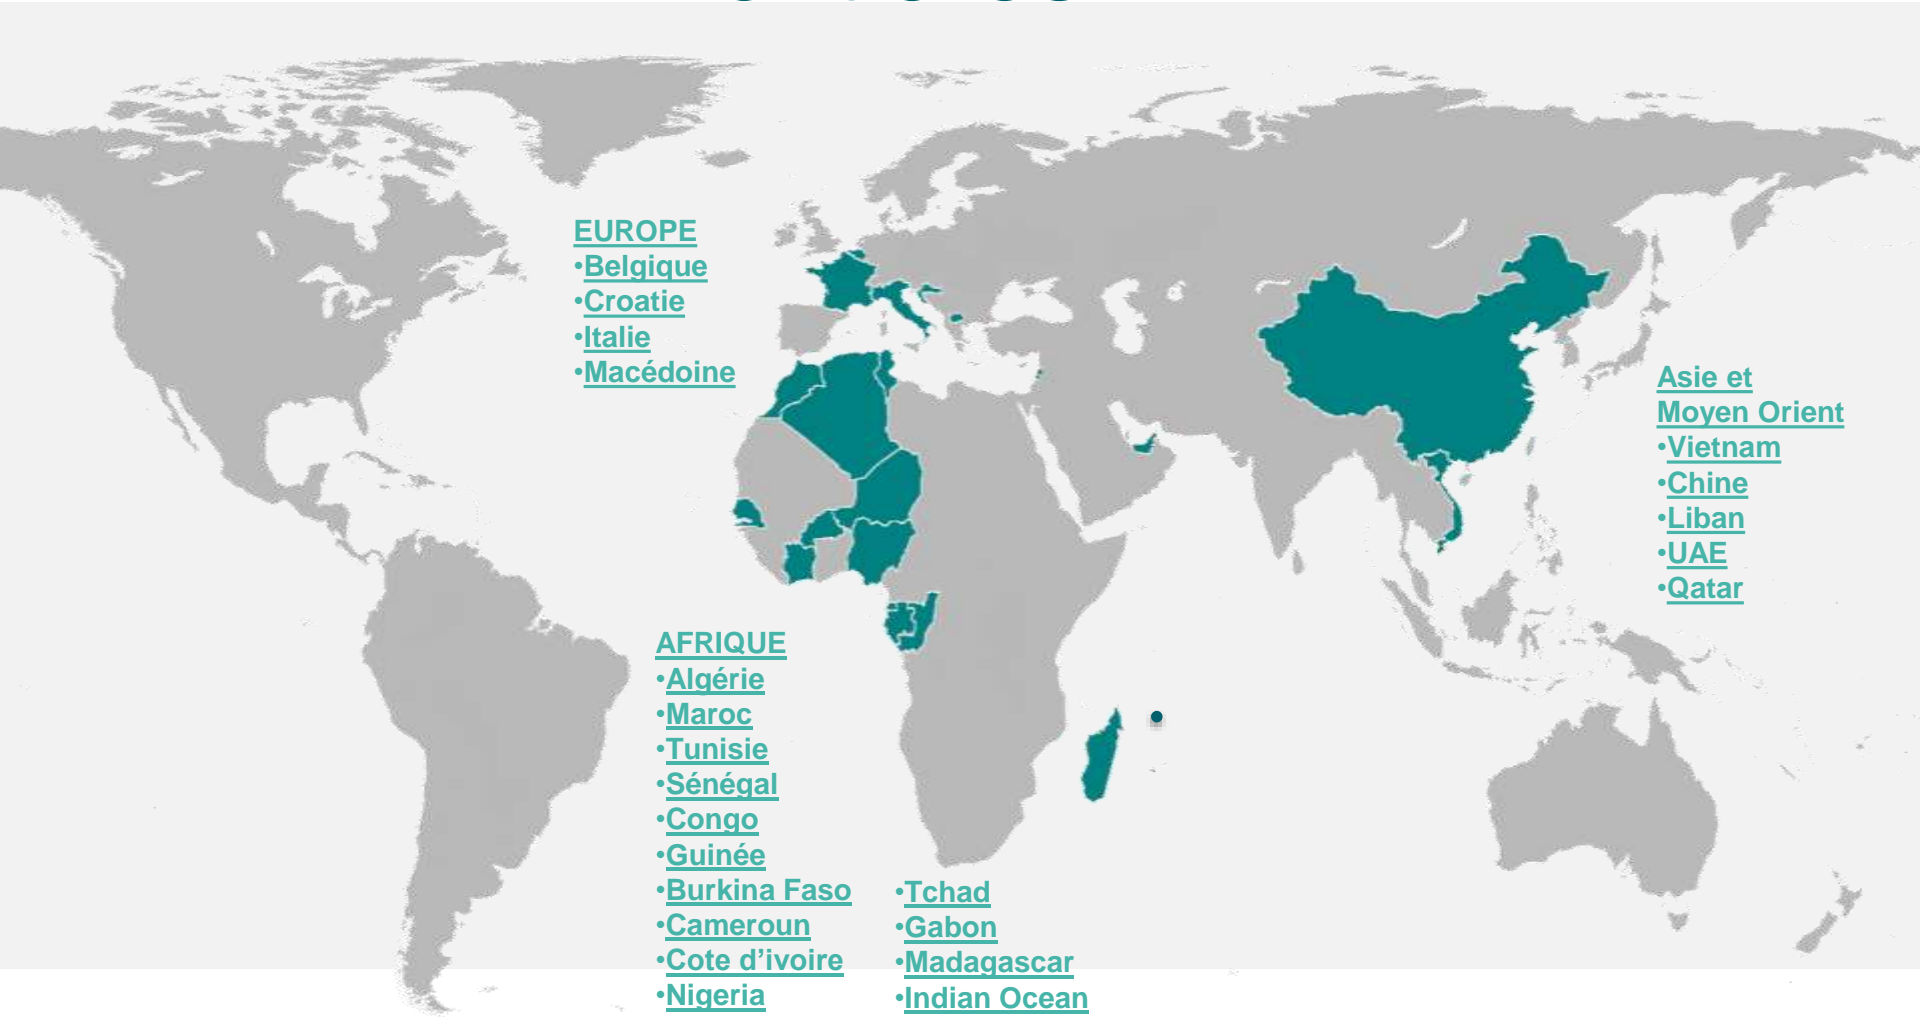 EUROPE
•Belgique
•Croatie
•Italie
•Macédoine
Asie et
Moyen Orient
•Vietnam
•Chine
•Liban
•UAE
•Qatar
AFRIQUE
•Algérie
•Maroc
•Tunisie
•Sénégal
•Congo
•Guinée
•Burkina Faso
•Cameroun
•Cote d’ivoire
•Nigeria
•Tchad
•Gabon
•Madagascar
•Indian Ocean